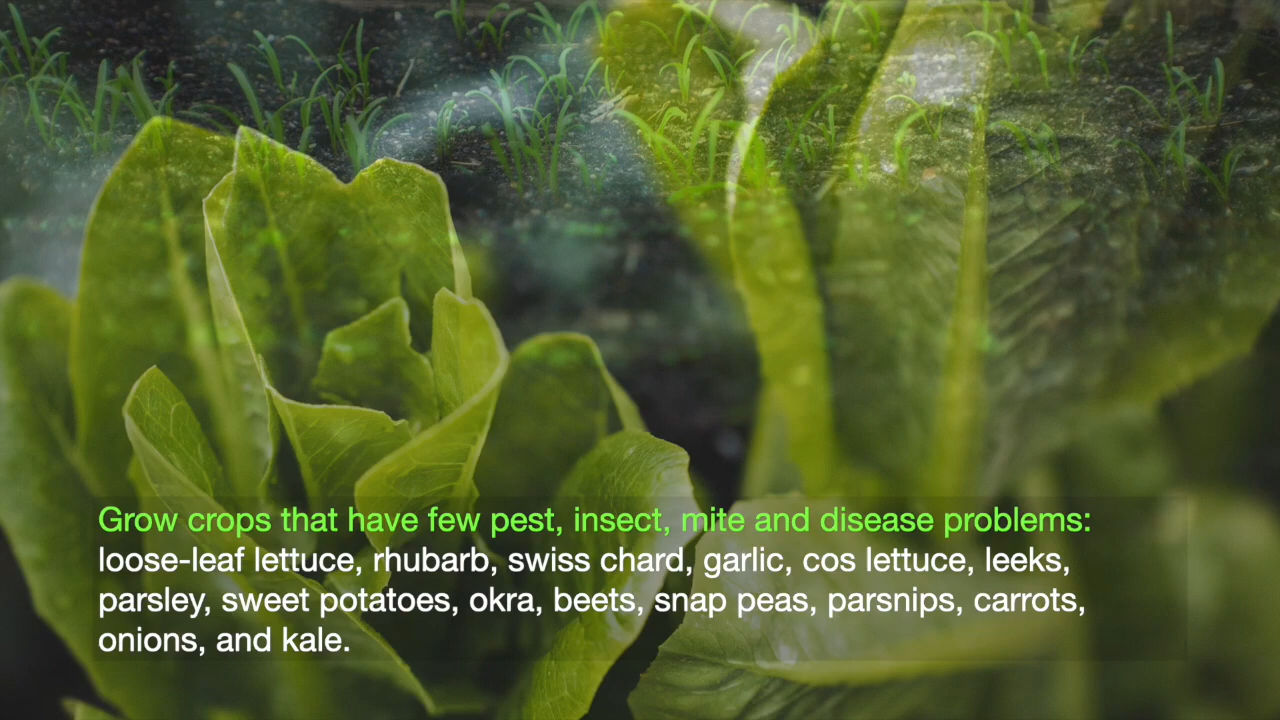 Grow crops that have few pest, insect, mite and disease problems:
loose-leaf lettuce, rhubarb, swiss chard, garlic, cos lettuce, leeks,
parsley, sweet potatoes, okra, beets, snap peas, parsnips, carrots,
onions, and kale.